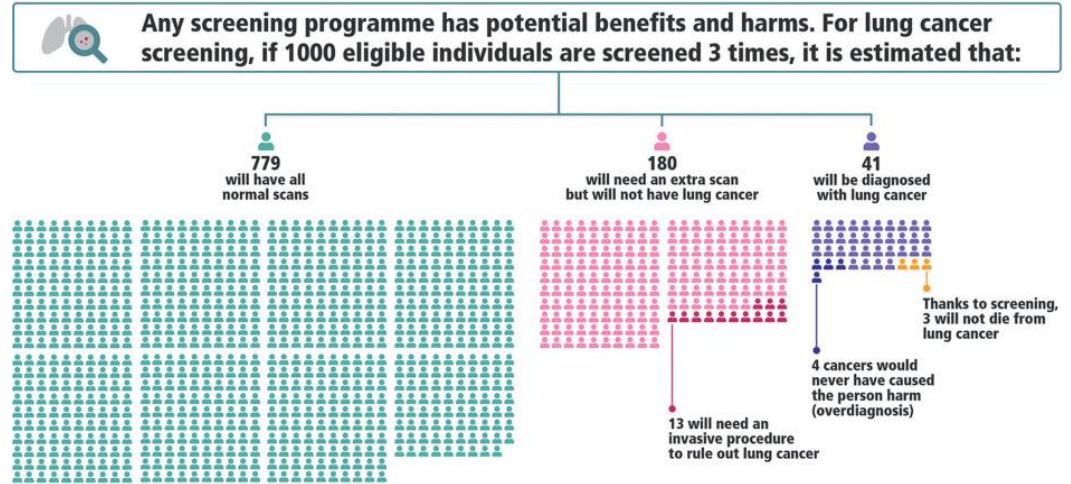 Any screening programme has potential benefits and harms. For lung cancer
screening, if 1000 eligible individuals are screened 3 times, it is estimated that:
779
will have all
normal scans
180
will need an extra scan
but will not have lung cancer
41
will be diagnosed
with lung cancer
13 will need an
invasive procedure
to rule out lung cancer
4 cancers would
never have caused
the person harm
(overdiagnosis)
Thanks to screening,
3 will not die from
lung cancer